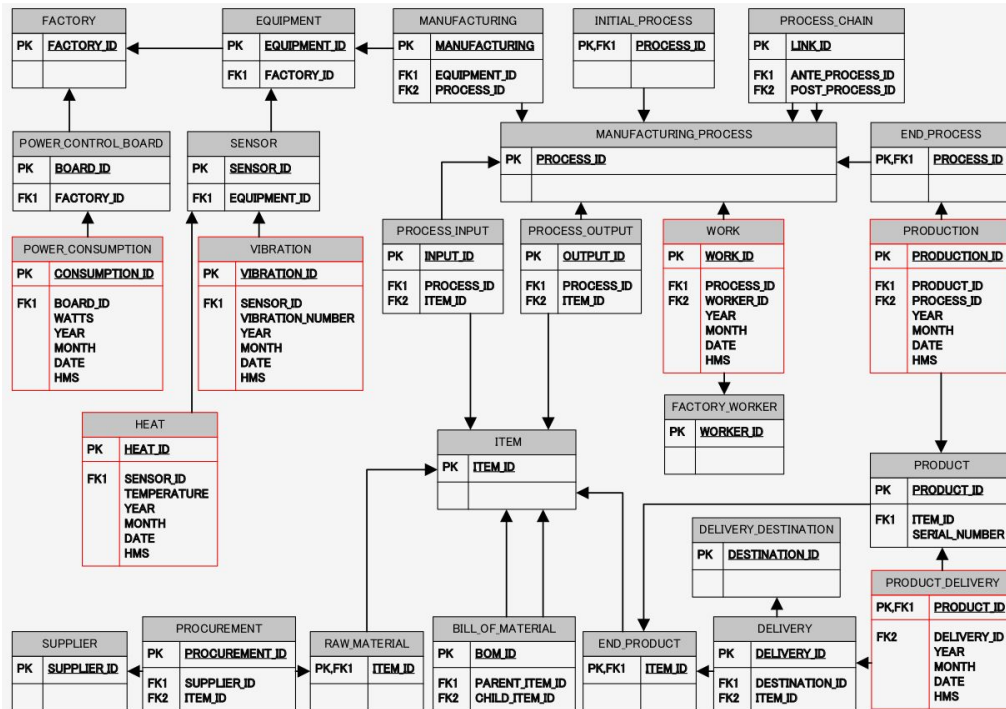 FACTORY
PK FACTORY_ID
EQUIPMENT
PK EQUIPMENT_ID
FK1 FACTORY_ID
MANUFACTURING
PK MANUFACTURING
FK1 EQUIPMENT_ID
FK2 PROCESS_ID
INITIAL_PROCESS
PK,FK1 PROCESS_ID
PROCESS_CHAIN
PK LINK_ID
FK1 ANTE_PROCESS_ID
FK2 POST_PROCESS_ID
POWER_CONTROL_BOARD
PK BOARD_ID
FK1 FACTORY_ID
SENSOR
PK SENSOR_ID
FK1 EQUIPMENT_ID
MANUFACTURING_PROCESS
PK PROCESS_ID
END_PROCESS
PK,FK1 PROCESS_ID
POWER_CONSUMPTION
PK CONSUMPTION_ID
FK1 BOARD_ID
WATTS
YEAR
MONTH
DATE
HMS
VIBRATION
PK VIBRATION_ID
FK1 SENSOR_ID
VIBRATION_NUMBER
YEAR
MONTH
DATE
HMS
PROCESS_INPUT
PK INPUT_ID
FK1 PROCESS_ID
FK2 ITEM_ID
PROCESS_OUTPUT
PK OUTPUT_ID
FK1 PROCESS_ID
FK2 ITEM_ID
WORK
PK WORK_ID
FK1 PROCESS_ID
FK2 WORKER_ID
YEAR
MONTH
DATE
HMS
PRODUCTION
PK PRODUCTION_ID
FK1 PRODUCT_ID
FK2 PROCESS_ID
YEAR
MONTH
DATE
HMS
HEAT
PK HEAT_ID
FK1 SENSOR_ID
TEMPERATURE
YEAR
MONTH
DATE
HMS
ITEM
PK ITEM_ID
FACTORY_WORKER
PK WORKER_ID
PRODUCT
PK PRODUCT_ID
FK1 ITEM_ID
SERIAL_NUMBER
DELIVERY_DESTINATION
PK DESTINATION_ID
PRODUCT_DELIVERY
PK,FK1 PRODUCT_ID
FK2 DELIVERY_ID
YEAR
MONTH
DATE
HMS
SUPPLIER
PK SUPPLIER_ID
PROCUREMENT
PK PROCUREMENT_ID
FK1 SUPPLIER_ID
FK2 ITEM_ID
RAW_MATERIAL
PK,FK1 ITEM_ID
BILL_OF_MATERIAL
PK BOM_ID
FK1 PARENT_ITEM_ID
FK2 CHILD_ITEM_ID
END_PRODUCT
PK,FK1 ITEM_ID
DELIVERY
PK DELIVERY_ID
FK1 DESTINATION_ID
FK2 ITEM_ID